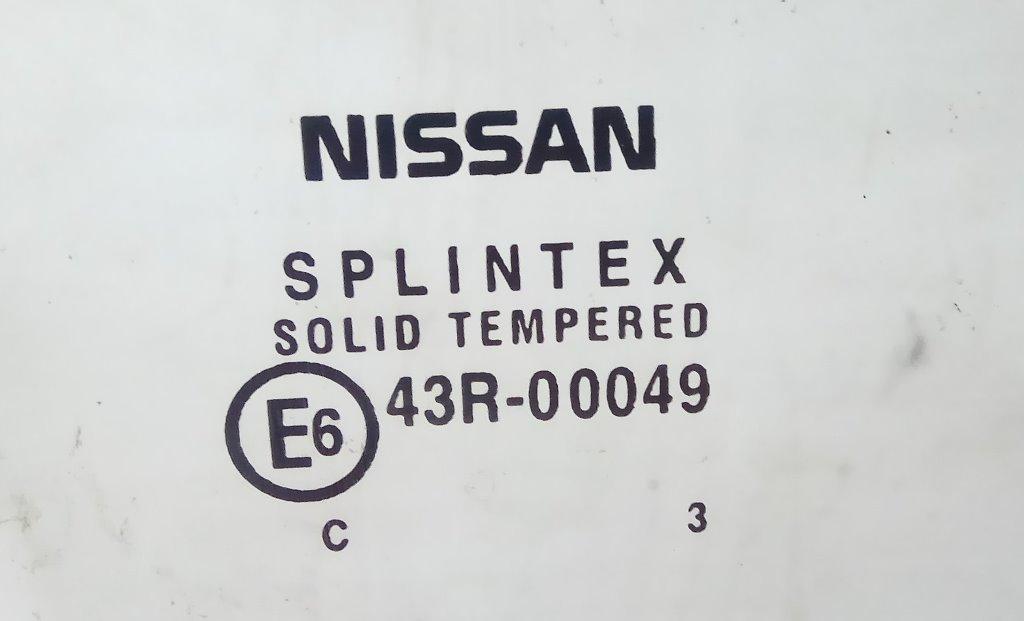 NISSAN
SPLINTEX
SOLID TEMPERED
E6 43R-00049
C 3